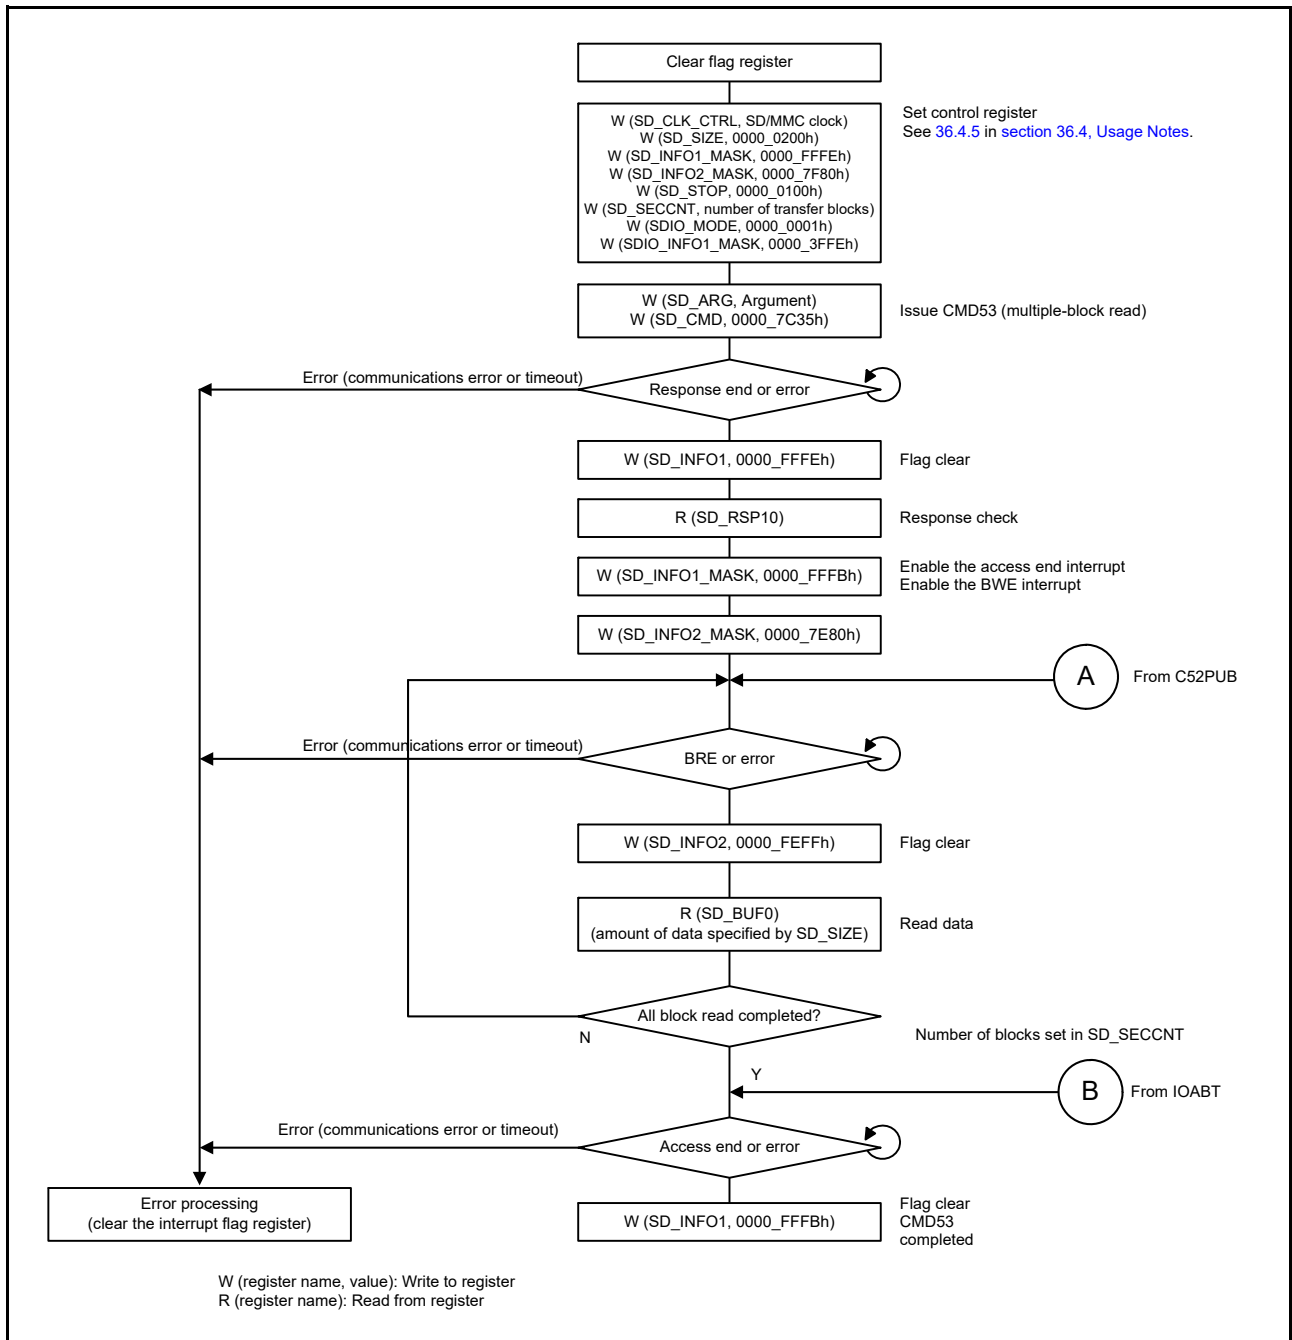 Clear flag register
W (SD_CLK_CTRL, SD/MMC clock)
W (SD_SIZE, 0000_0200h)
W (SD_INFO1_MASK, 0000_FFFEh)
W (SD_INFO2_MASK, 0000_7F80h)
W (SD_STOP, 0000_0100h)
W (SD_SECCNT, number of transfer blocks)
W (SDIO_MODE, 0000_0001h)
W (SDIO_INFO1_MASK, 0000_3FFEh)
Set control register
See 36.4.5 in section 36.4, Usage Notes.
W (SD_ARG, Argument)
W (SD_CMD, 0000_7C35h)
Issue CMD53 (multiple-block read)
Error (communications error or timeout)
Response end or error
W (SD_INFO1, 0000_FFFEh)
Flag clear
R (SD_RSP10)
Response check
W (SD_INFO1_MASK, 0000_FFFBh)
Enable the access end interrupt
Enable the BWE interrupt
W (SD_INFO2_MASK, 0000_7E80h)
A
From C52PUB
Error (communications error or timeout)
BRE or error
W (SD_INFO2, 0000_FEFFh)
Flag clear
R (SD_BUF0)
(amount of data specified by SD_SIZE)
Read data
All block read completed?
N
Number of blocks set in SD_SECCNT
Y
B
From IOABT
Error (communications error or timeout)
Access end or error
Error processing
(clear the interrupt flag register)
W (SD_INFO1, 0000_FFFBh)
Flag clear
CMD53
completed
W (register name, value): Write to register
R (register name): Read from register